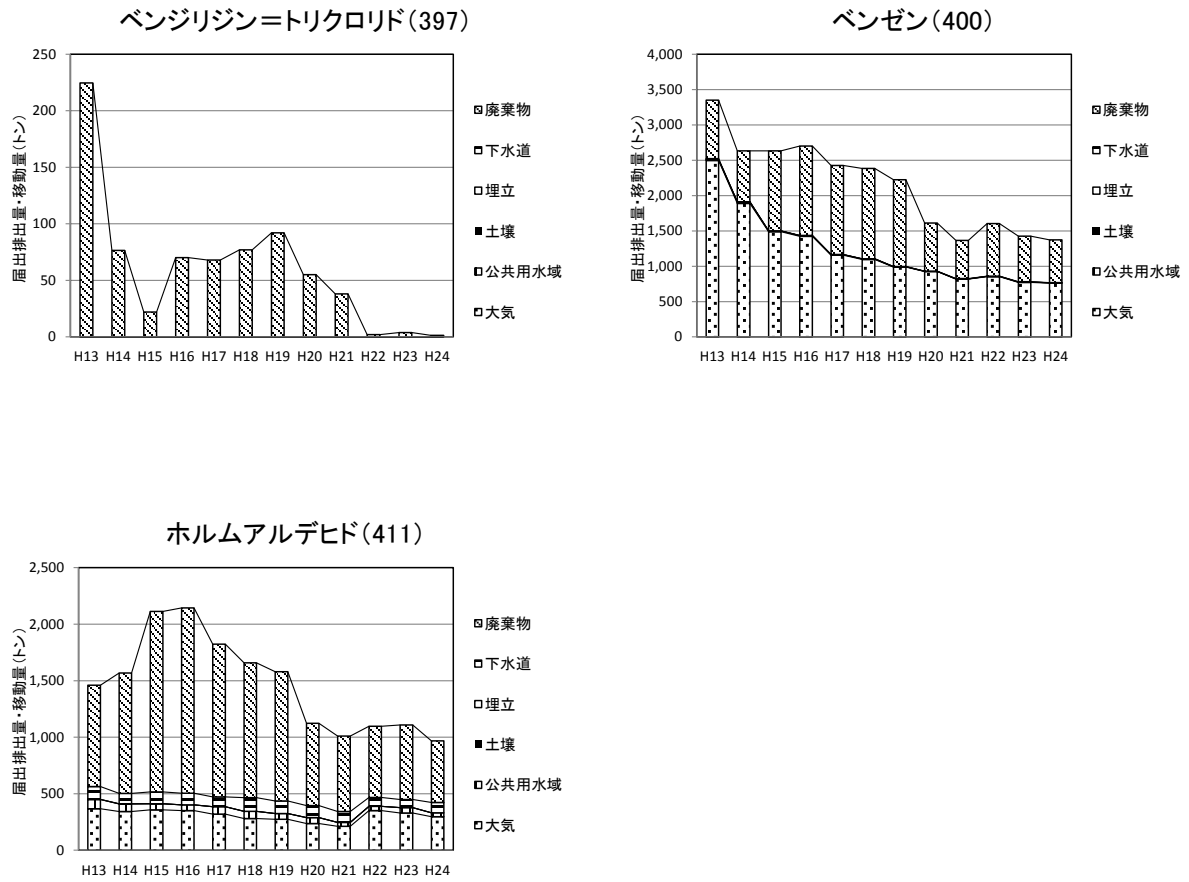 ベンジリジン＝トリクロリド（397）
250
200
150
100
50
0
届出排出量・移動量（トン）
H13 H14 H15 H16 H17 H18 H19 H20 H21 H22 H23 H24
廃棄物
下水道
埋立
土壌
公共用水域
大気
ベンゼン（400）
4,000
3,500
3,000
2,500
2,000
1,500
1,000
500
0
届出排出量・移動量（トン）
H13 H14 H15 H16 H17 H18 H19 H20 H21 H22 H23 H24
廃棄物
下水道
埋立
土壌
公共用水域
大気
ホルムアルデヒド（411）
2,500
2,000
1,500
1,000
500
0
届出排出量・移動量（トン）
H13 H14 H15 H16 H17 H18 H19 H20 H21 H22 H23 H24
廃棄物
下水道
埋立
土壌
公共用水域
大気